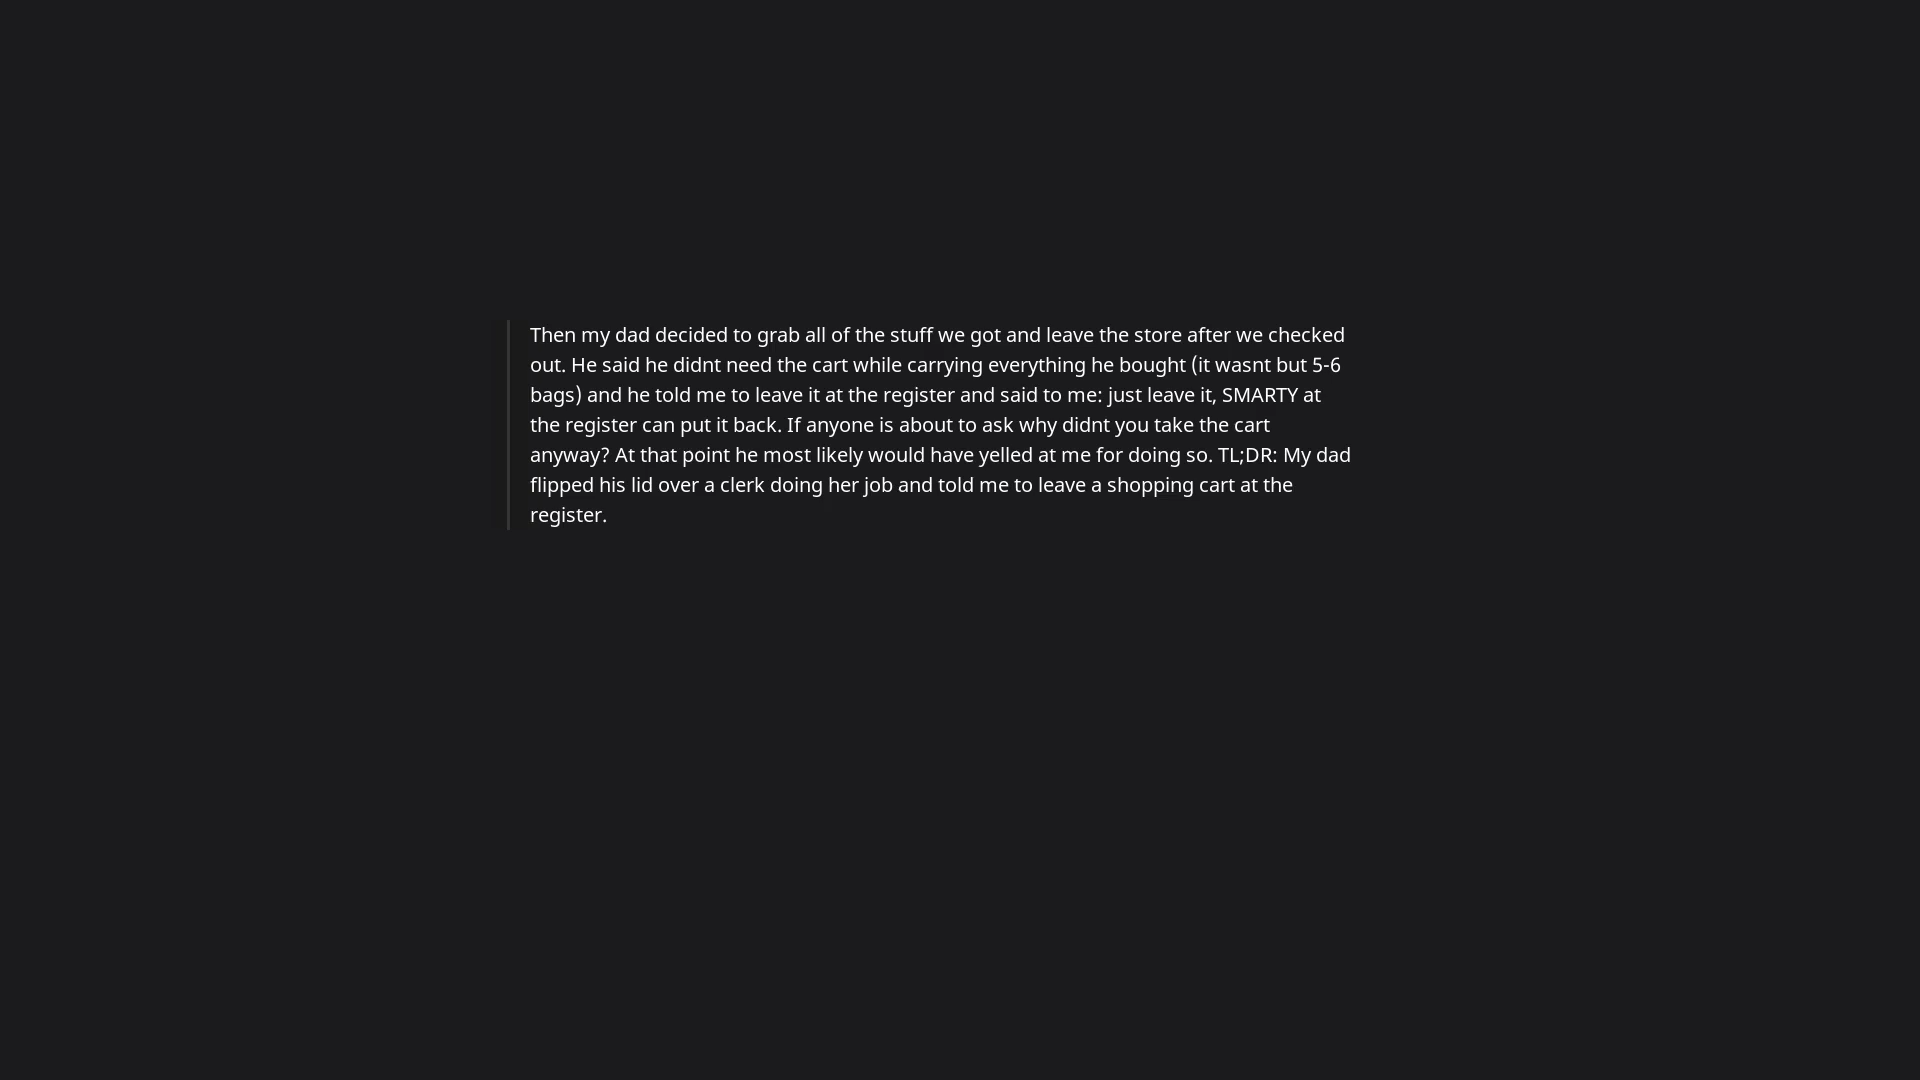 Then my dad decided to grab all of the stuff we got and leave the store after we checked
out. He said he didnt need the cart while carrying everything he bought (it wasnt but 5-6
bags) and he told me to leave it at the register and said to me: just leave it, SMARTY at
the register can put it back. If anyone is about to ask why didnt you take the cart
anyway? At that point he most likely would have yelled at me for doing so. TL;DR: My dad
flipped his lid over a clerk doing her job and told me to leave a shopping cart at the
register.